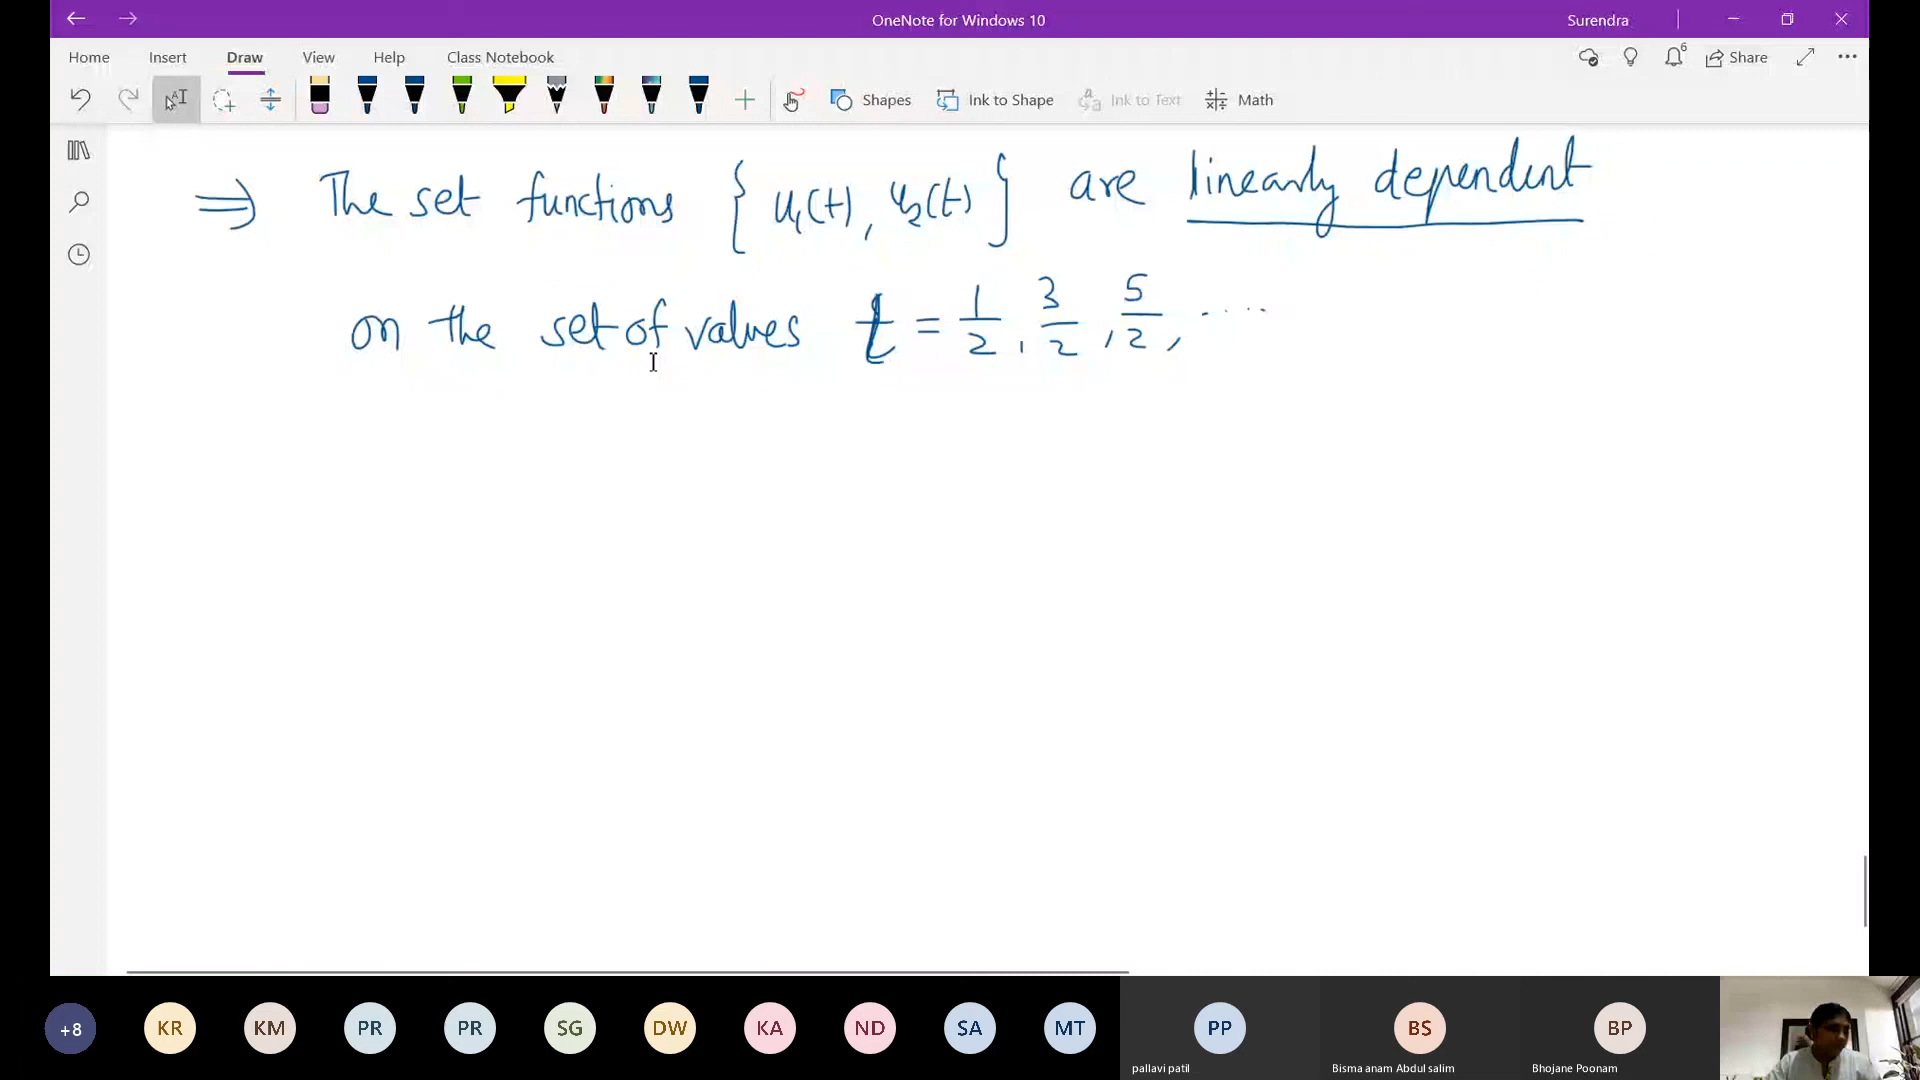 OneNote for Windows 10
Surendra
Home Insert Draw View Help Class Notebook
Share
6
Shapes Ink to Shape Ink to Text Math
⇒ The set functions { u₁(t), u₂(t) } are linearly dependent
on the set of values t = 1/2, 3/2, 5/2, ....
+8 KR KM PR PR SG DW KA ND SA MT PP BS BP
pallavi patil Bisma anam Abdul salim Bhojane Poonam